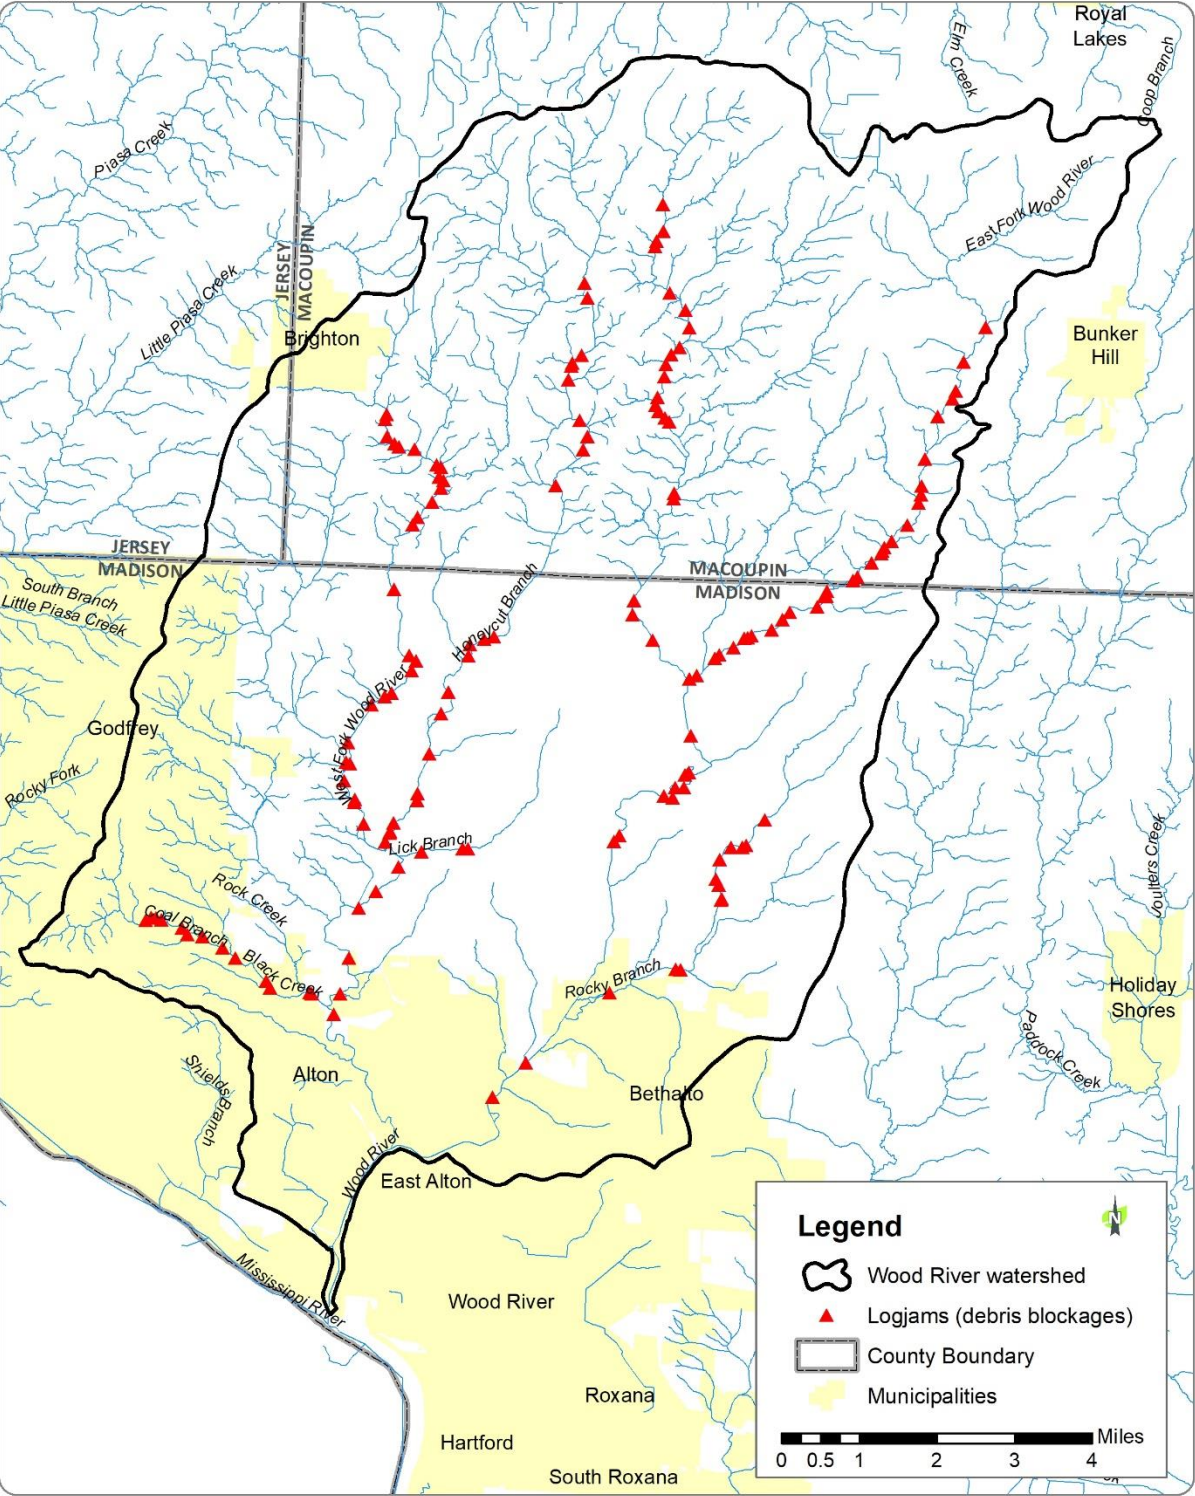 Royal
Lakes
Elm Creek
Coop Branch
Piasa Creek
East Fork Wood River
JERSEY
MACOUPIN
Little Piasa Creek
Brighton
Bunker
Hill
JERSEY
MADISON
MACOUPIN
MADISON
South Branch
Little Piasa Creek
Honeycut Branch
West Fork Wood River
Godfrey
Rocky Fork
Lick Branch
Joulters Creek
Rock Creek
Coal Branch
Black Creek
Rocky Branch
Holiday
Shores
Paddock Creek
Shields Branch
Alton
Bethalto
Wood River
East Alton
Mississippi River
Wood River
Roxana
Hartford
South Roxana
Legend
N
Wood River watershed
Logjams (debris blockages)
County Boundary
Municipalities
Miles
0 0.5 1 2 3 4